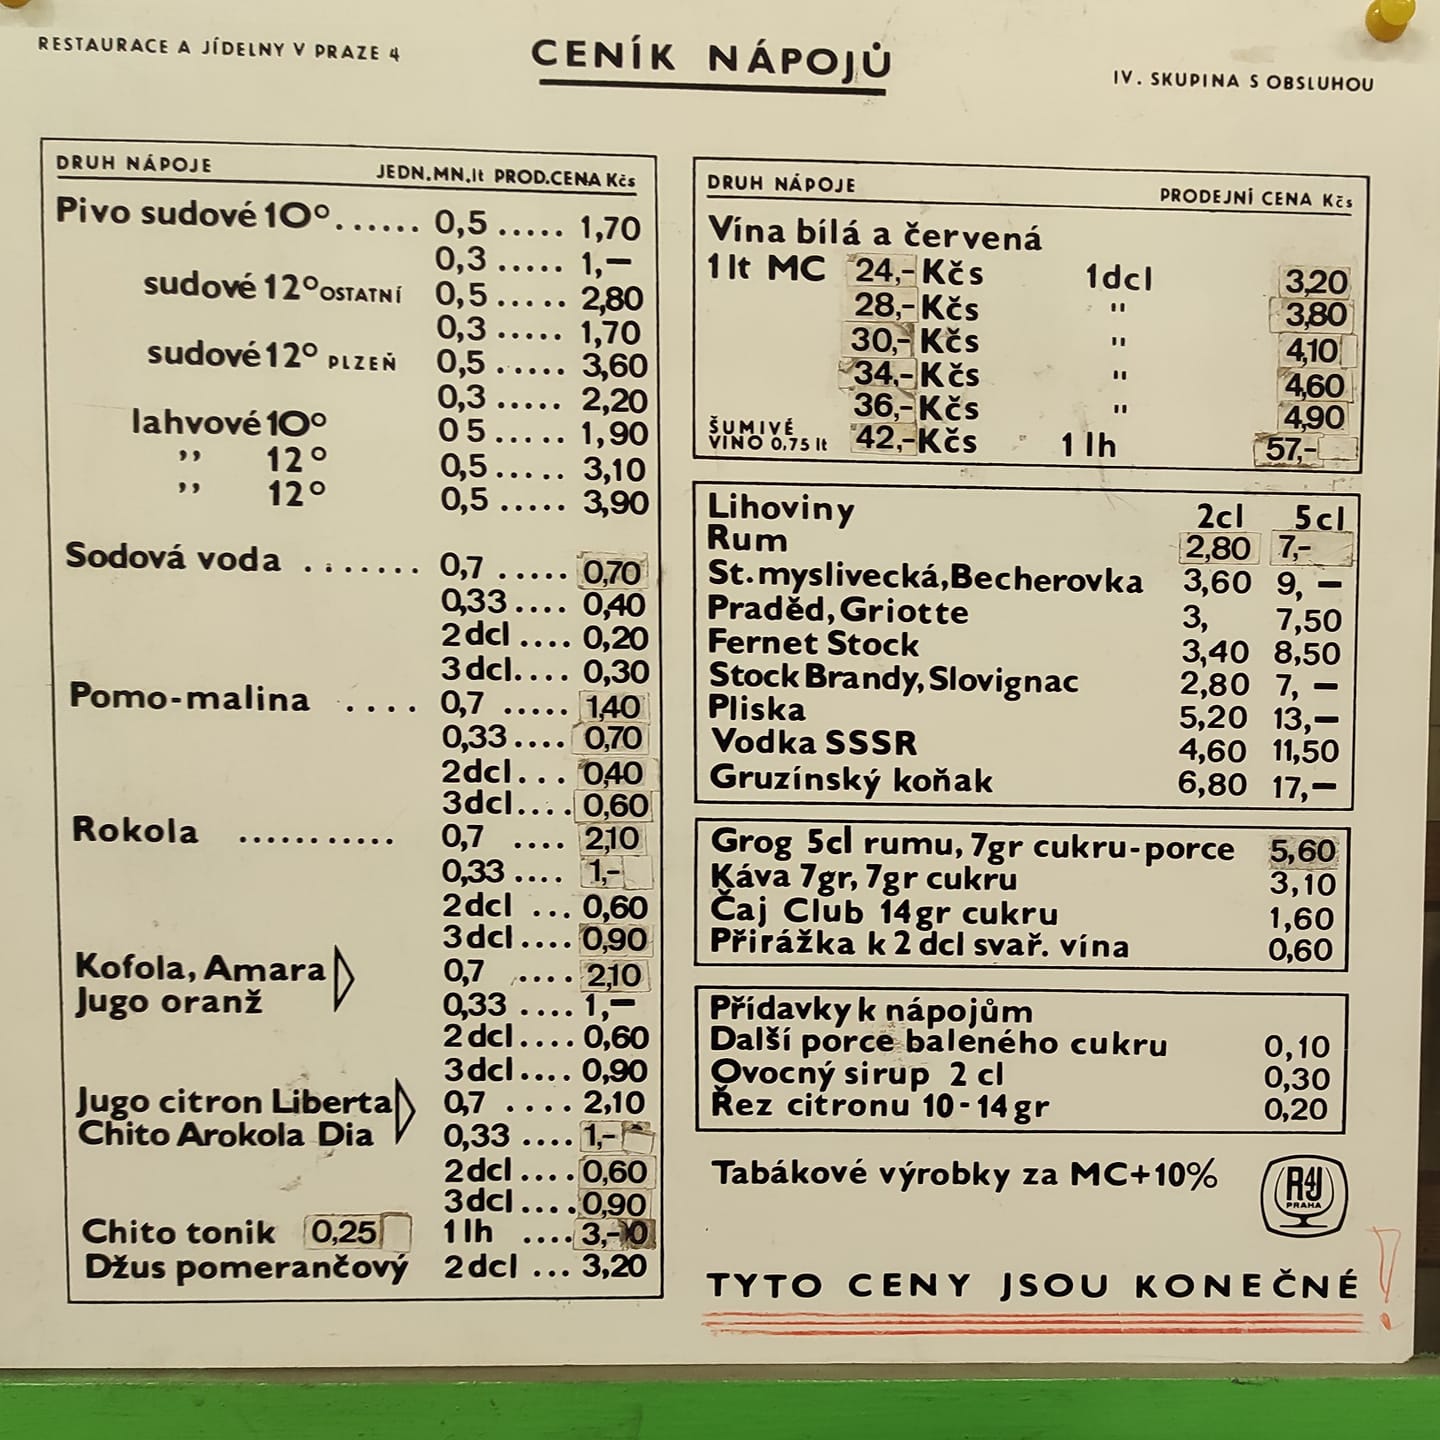 RESTAURACE A JÍDELNY V PRAZE 4
CENÍK NÁPOJŮ
IV. SKUPINA S OBSLUHOU
DRUH NÁPOJE JEDN.MN.lt PROD.CENA Kčs
Pivo sudové 10°...... 0,5 ..... 1,70
0,3 ..... 1,—
sudové 12° OSTATNÍ 0,5 ..... 2,80
0,3 ..... 1,70
sudové 12° PLZEŇ 0,5 ..... 3,60
0,3 ..... 2,20
lahvové 10° 0 5 ..... 1,90
,, 12° 0,5 ..... 3,10
,, 12° 0,5 ..... 3,90
Sodová voda ....... 0,7 ..... 0,70
0,33 .... 0,40
2dcl .... 0,20
3dcl .... 0,30
Pomo-malina .... 0,7 ..... 1,40
0,33 .... 0,70
2dcl ... 0,40
3dcl .... 0,60
Rokola ........... 0,7 .... 2,10
0,33 .... 1,-
2dcl ... 0,60
3dcl .... 0,90
Kofola, Amara 0,7 .... 2,10
Jugo oranž 0,33 .... 1,—
2dcl .... 0,60
3dcl .... 0,90
Jugo citron Liberta 0,7 .... 2,10
Chito Arokola Dia 0,33 .... 1,-
2dcl .... 0,60
3dcl .... 0,90
Chito tonik 0,25 1 lh .... 3,-0
Džus pomerančový 2dcl ... 3,20
DRUH NÁPOJE PRODEJNÍ CENA Kčs
Vína bílá a červená
1 lt MC 24,- Kčs 1dcl 3,20
28,- Kčs " 3,80
30,- Kčs " 4,10
34,- Kčs " 4,60
36,- Kčs " 4,90
ŠUMIVÉ
VÍNO 0,75 lt 42,- Kčs 1 lh 57,-
Lihoviny 2cl 5cl
Rum 2,80 7,-
St.myslivecká,Becherovka 3,60 9, —
Praděd,Griotte 3, 7,50
Fernet Stock 3,40 8,50
Stock Brandy,Slovignac 2,80 7, —
Pliska 5,20 13,—
Vodka SSSR 4,60 11,50
Gruzínský koňak 6,80 17,—
Grog 5cl rumu, 7gr cukru-porce 5,60
Káva 7gr, 7gr cukru 3,10
Čaj Club 14gr cukru 1,60
Přirážka k 2 dcl svař. vína 0,60
Přídavky k nápojům
Další porce baleného cukru 0,10
Ovocný sirup 2 cl 0,30
Řez citronu 10-14gr 0,20
Tabákové výrobky za MC+10%
R4J
PRAHA
TYTO CENY JSOU KONEČNÉ !